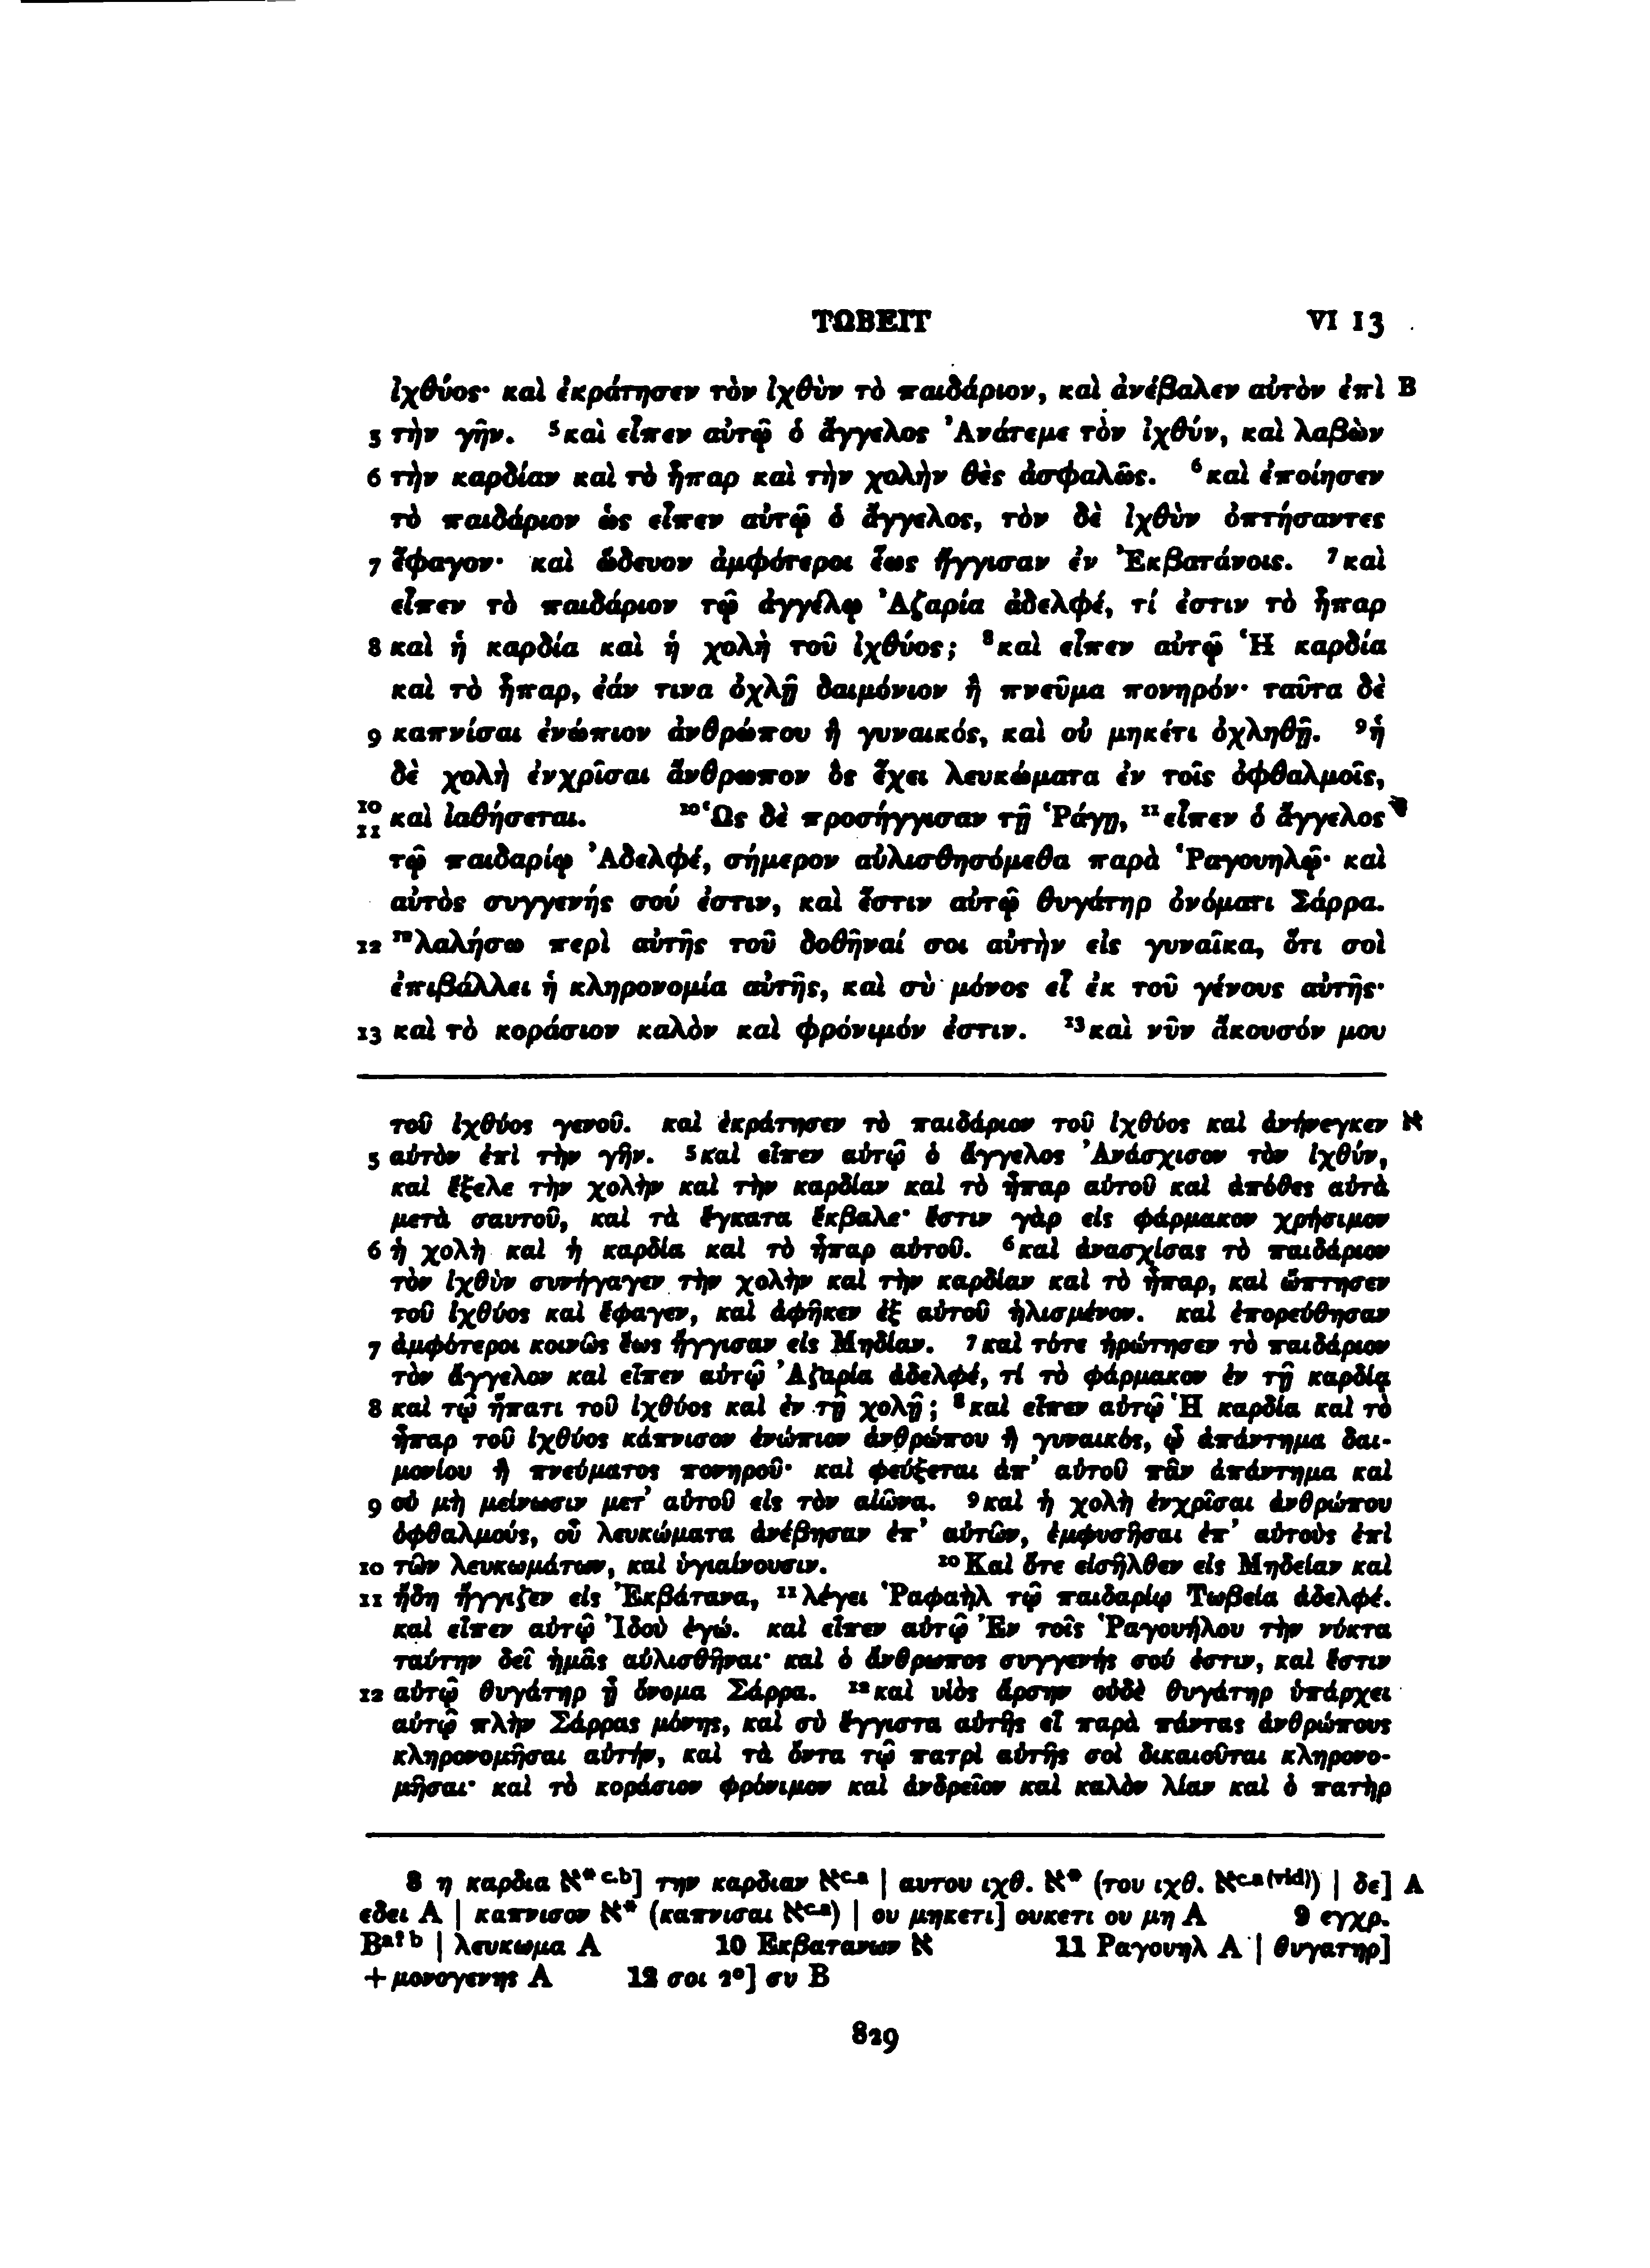 ΤΩΒΕΙΤ VI 13
ἰχθύος· καὶ ἐκράτησεν τὸν ἰχθὺν τὸ παιδάριον, καὶ ἀνέβαλεν αὐτὸν ἐπὶ B
5 τὴν γῆν. ⁵καὶ εἶπεν αὐτῷ ὁ ἄγγελος Ἀνάτεμε τὸν ἰχθύν, καὶ λαβὼν
6 τὴν καρδίαν καὶ τὸ ἧπαρ καὶ τὴν χολὴν θὲς ἀσφαλῶς. ⁶καὶ ἐποίησεν
τὸ παιδάριον ὡς εἶπεν αὐτῷ ὁ ἄγγελος, τὸν δὲ ἰχθὺν ὀπτήσαντες
7 ἔφαγον· καὶ ὥδευον ἀμφότεροι ἕως ἤγγισαν ἐν Ἐκβατάνοις. ⁷καὶ
εἶπεν τὸ παιδάριον τῷ ἀγγέλῳ Ἀζαρία ἀδελφέ, τί ἐστιν τὸ ἧπαρ
8 καὶ ἡ καρδία καὶ ἡ χολὴ τοῦ ἰχθύος; ⁸καὶ εἶπεν αὐτῷ Ἡ καρδία
καὶ τὸ ἧπαρ, ἐάν τινα ὀχλῇ δαιμόνιον ἢ πνεῦμα πονηρόν· ταῦτα δὲ
9 καπνίσαι ἐνώπιον ἀνθρώπου ἢ γυναικός, καὶ οὐ μηκέτι ὀχληθῇ. ⁹ἡ
δὲ χολὴ ἐνχρῖσαι ἄνθρωπον ὃς ἔχει λευκώματα ἐν τοῖς ὀφθαλμοῖς,
10 11 καὶ ἰαθήσεται. ¹⁰Ὡς δὲ προσήγγισαν τῇ Ῥάγῃ, ¹¹εἶπεν ὁ ἄγγελος
τῷ παιδαρίῳ Ἀδελφέ, σήμερον αὐλισθησόμεθα παρὰ Ῥαγουηλῷ· καὶ
αὐτὸς συγγενής σού ἐστιν, καὶ ἔστιν αὐτῷ θυγάτηρ ὀνόματι Σάρρα.
12 ¹²λαλήσω περὶ αὐτῆς τοῦ δοθῆναί σοι αὐτὴν εἰς γυναῖκα, ὅτι σοὶ
ἐπιβάλλει ἡ κληρονομία αὐτῆς, καὶ σὺ μόνος εἶ ἐκ τοῦ γένους αὐτῆς·
13 καὶ τὸ κοράσιον καλὸν καὶ φρόνιμόν ἐστιν. ¹³καὶ νῦν ἄκουσόν μου
τοῦ ἰχθύος γενοῦ. καὶ ἐκράτησεν τὸ παιδάριον τοῦ ἰχθύος καὶ ἀνήνεγκεν א
5 αὐτὸν ἐπὶ τὴν γῆν. ⁵καὶ εἶπεν αὐτῷ ὁ ἄγγελος Ἀνάσχισον τὸν ἰχθύν,
καὶ ἔξελε τὴν χολὴν καὶ τὴν καρδίαν καὶ τὸ ἧπαρ αὐτοῦ καὶ ἀπόθες αὐτὰ
μετὰ σαυτοῦ, καὶ τὰ ἔγκατα ἔκβαλε· ἔστιν γὰρ εἰς φάρμακον χρήσιμον
6 ἡ χολὴ καὶ ἡ καρδία καὶ τὸ ἧπαρ αὐτοῦ. ⁶καὶ ἀνασχίσας τὸ παιδάριον
τὸν ἰχθὺν συνήγαγεν τὴν χολὴν καὶ τὴν καρδίαν καὶ τὸ ἧπαρ, καὶ ὤπτησεν
τοῦ ἰχθύος καὶ ἔφαγεν, καὶ ἀφῆκεν ἐξ αὐτοῦ ἡλισμένον. καὶ ἐπορεύθησαν
7 ἀμφότεροι κοινῶς ἕως ἤγγισαν εἰς Μηδίαν. ⁷καὶ τότε ἠρώτησεν τὸ παιδάριον
τὸν ἄγγελον καὶ εἶπεν αὐτῷ Ἀζαρία ἀδελφέ, τί τὸ φάρμακον ἐν τῇ καρδίᾳ
8 καὶ τῷ ἥπατι τοῦ ἰχθύος καὶ ἐν τῇ χολῇ; ⁸καὶ εἶπεν αὐτῷ Ἡ καρδία καὶ τὸ
ἧπαρ τοῦ ἰχθύος κάπνισον ἐνώπιον ἀνθρώπου ἢ γυναικός, ᾧ ἀπάντημα δαι-
μονίου ἢ πνεύματος πονηροῦ· καὶ φεύξεται ἀπ’ αὐτοῦ πᾶν ἀπάντημα καὶ
9 οὐ μὴ μείνωσιν μετ’ αὐτοῦ εἰς τὸν αἰῶνα. ⁹καὶ ἡ χολὴ ἐνχρῖσαι ἀνθρώπου
ὀφθαλμούς, οὗ λευκώματα ἀνέβησαν ἐπ’ αὐτῶν, ἐμφυσῆσαι ἐπ’ αὐτοὺς ἐπὶ
10 τῶν λευκωμάτων, καὶ ὑγιαίνουσιν. ¹⁰Καὶ ὅτε εἰσῆλθεν εἰς Μηδείαν καὶ
11 ἤδη ἤγγιζεν εἰς Ἐκβάτανα, ¹¹λέγει Ῥαφαὴλ τῷ παιδαρίῳ Τωβεία ἀδελφέ.
καὶ εἶπεν αὐτῷ Ἰδοὺ ἐγώ. καὶ εἶπεν αὐτῷ Ἐν τοῖς Ῥαγουήλου τὴν νύκτα
ταύτην δεῖ ἡμᾶς αὐλισθῆναι· καὶ ὁ ἄνθρωπος συγγενής σού ἐστιν, καὶ ἔστιν
12 αὐτῷ θυγάτηρ ᾗ ὄνομα Σάρρα. ¹²καὶ υἱὸς ἄρσην οὐδὲ θυγάτηρ ὑπάρχει
αὐτῷ πλὴν Σάρρας μόνης, καὶ σὺ ἔγγιστα αὐτῆς εἶ παρὰ πάντας ἀνθρώπους
κληρονομῆσαι αὐτήν, καὶ τὰ ὄντα τῷ πατρὶ αὐτῆς σοὶ δικαιοῦται κληρονο-
μῆσαι· καὶ τὸ κοράσιον φρόνιμον καὶ ἀνδρεῖον καὶ καλὸν λίαν καὶ ὁ πατὴρ
8 η καρδια א* c.b] την καρδιαν אc.a | αυτου ιχθ. א* (του ιχθ. אc.a (vid)) | δε] A
εδει A | καπνισον א* (καπνισαι אc.a) | ου μηκετι] ουκετι ου μη A 9 εγχρ.
Bᵃ?ᵇ | λευκωμα A 10 Εκβατανων א 11 Ραγουηλ A | θυγατηρ]
+ μονογενης A 12 σοι 2°] συ B
829